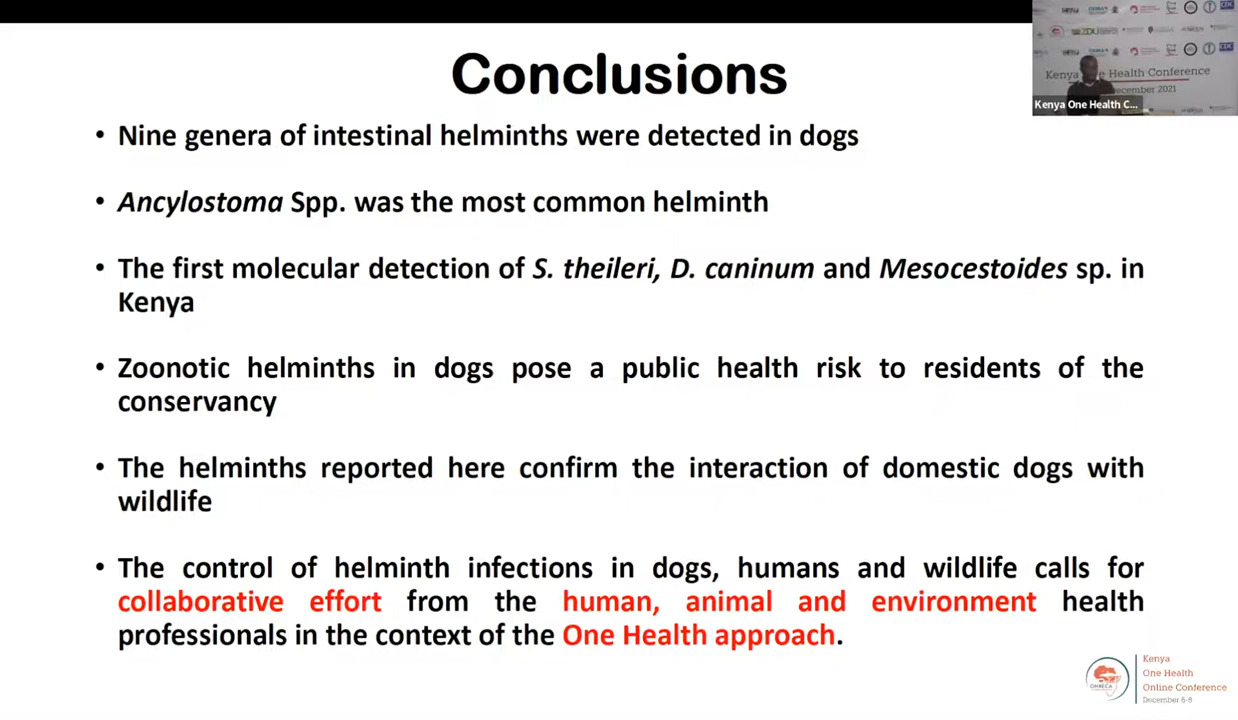 Conclusions
• Nine genera of intestinal helminths were detected in dogs
• Ancylostoma Spp. was the most common helminth
• The first molecular detection of S. theileri, D. caninum and Mesocestoides sp. in
Kenya
• Zoonotic helminths in dogs pose a public health risk to residents of the
conservancy
• The helminths reported here confirm the interaction of domestic dogs with
wildlife
• The control of helminth infections in dogs, humans and wildlife calls for
collaborative effort from the human, animal and environment health
professionals in the context of the One Health approach.
ZDU
CDC
CDC
Kenya One Health Conference
ecember 2021
Kenya One Health C...
OHRECA
Kenya
One Health
Online Conference
December 6-8